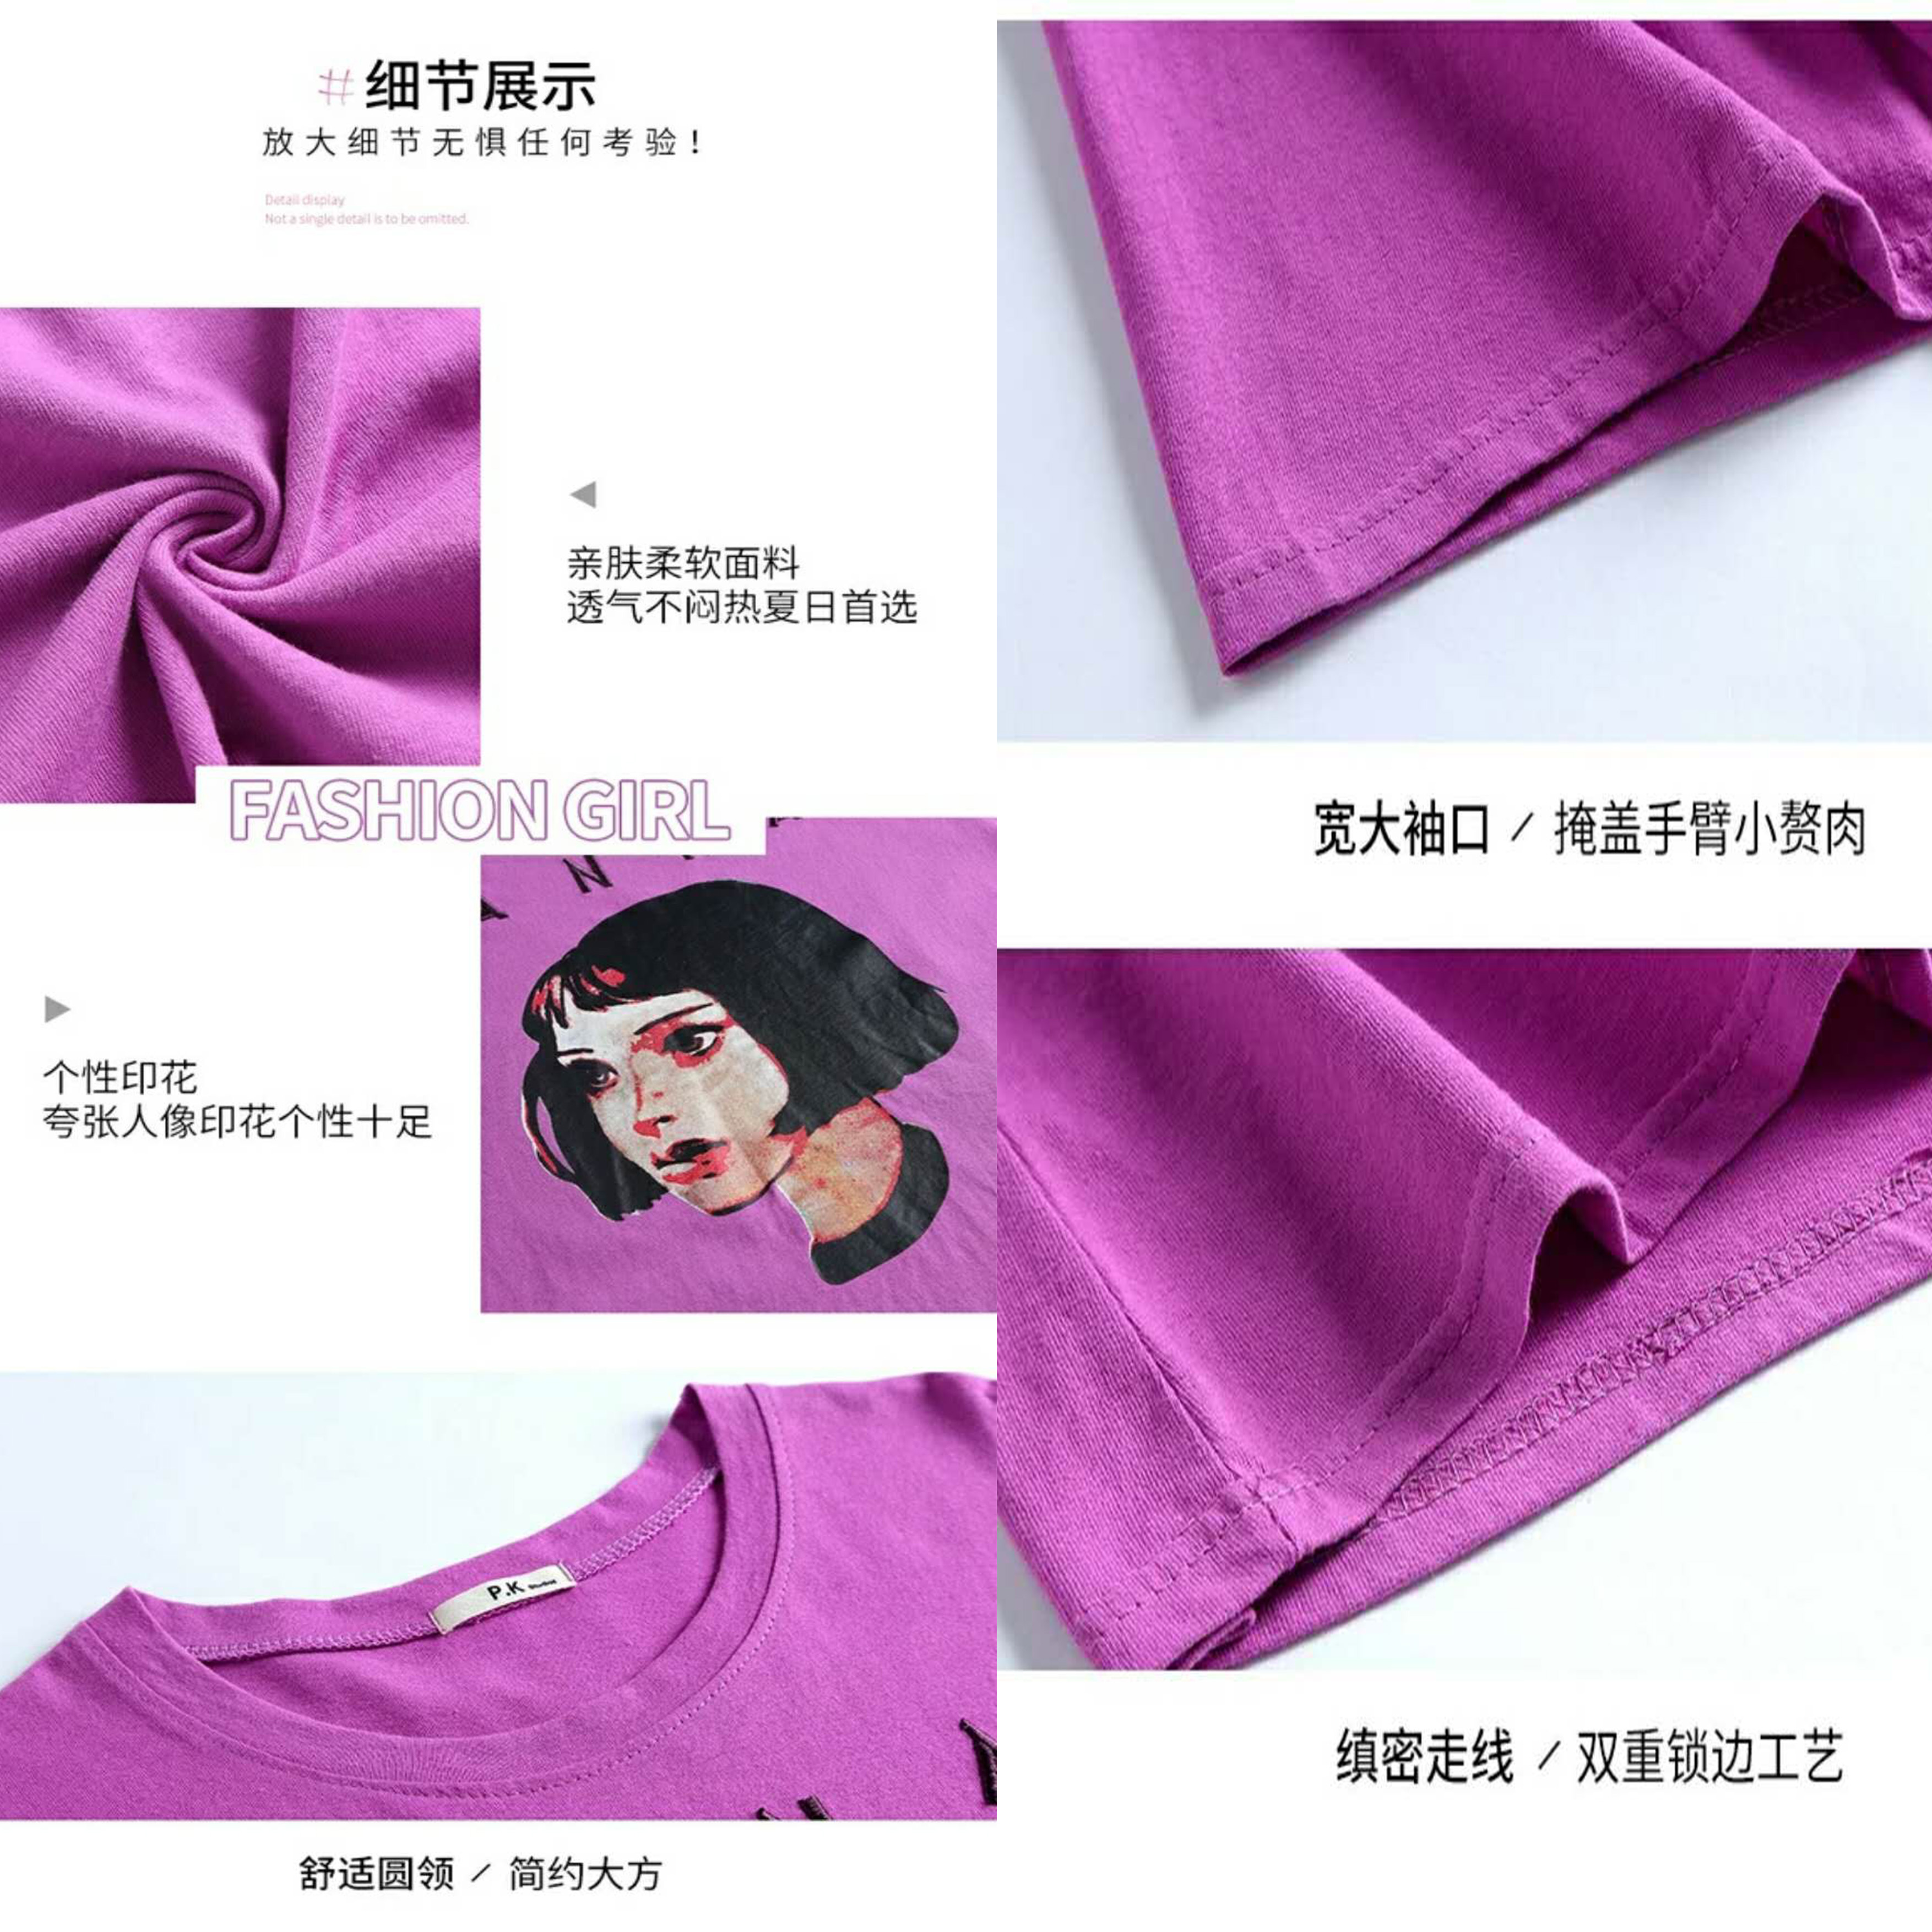 #细节展示
放大细节无惧任何考验!
Detail display
Not a single detail is to be omitted.
亲肤柔软面料
透气不闷热夏日首选
FASHION GIRL
A N
个性印花
夸张人像印花个性十足
P.K
舒适圆领 / 简约大方
宽大袖口 / 掩盖手臂小赘肉
缜密走线 / 双重锁边工艺